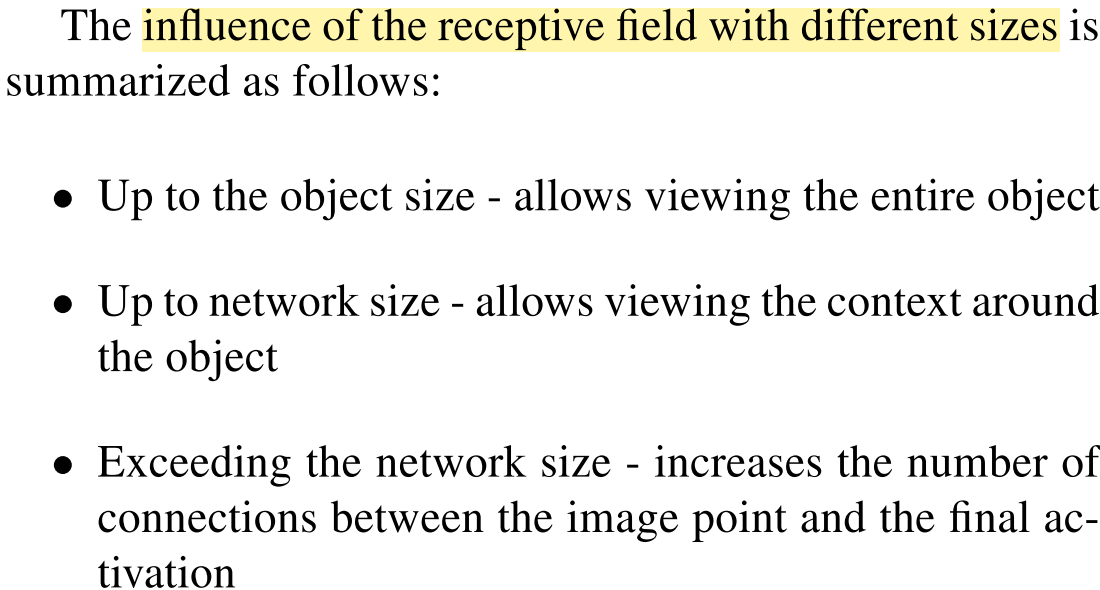 The influence of the receptive field with different sizes is
summarized as follows:
• Up to the object size - allows viewing the entire object
• Up to network size - allows viewing the context around
the object
• Exceeding the network size - increases the number of
connections between the image point and the final ac-
tivation